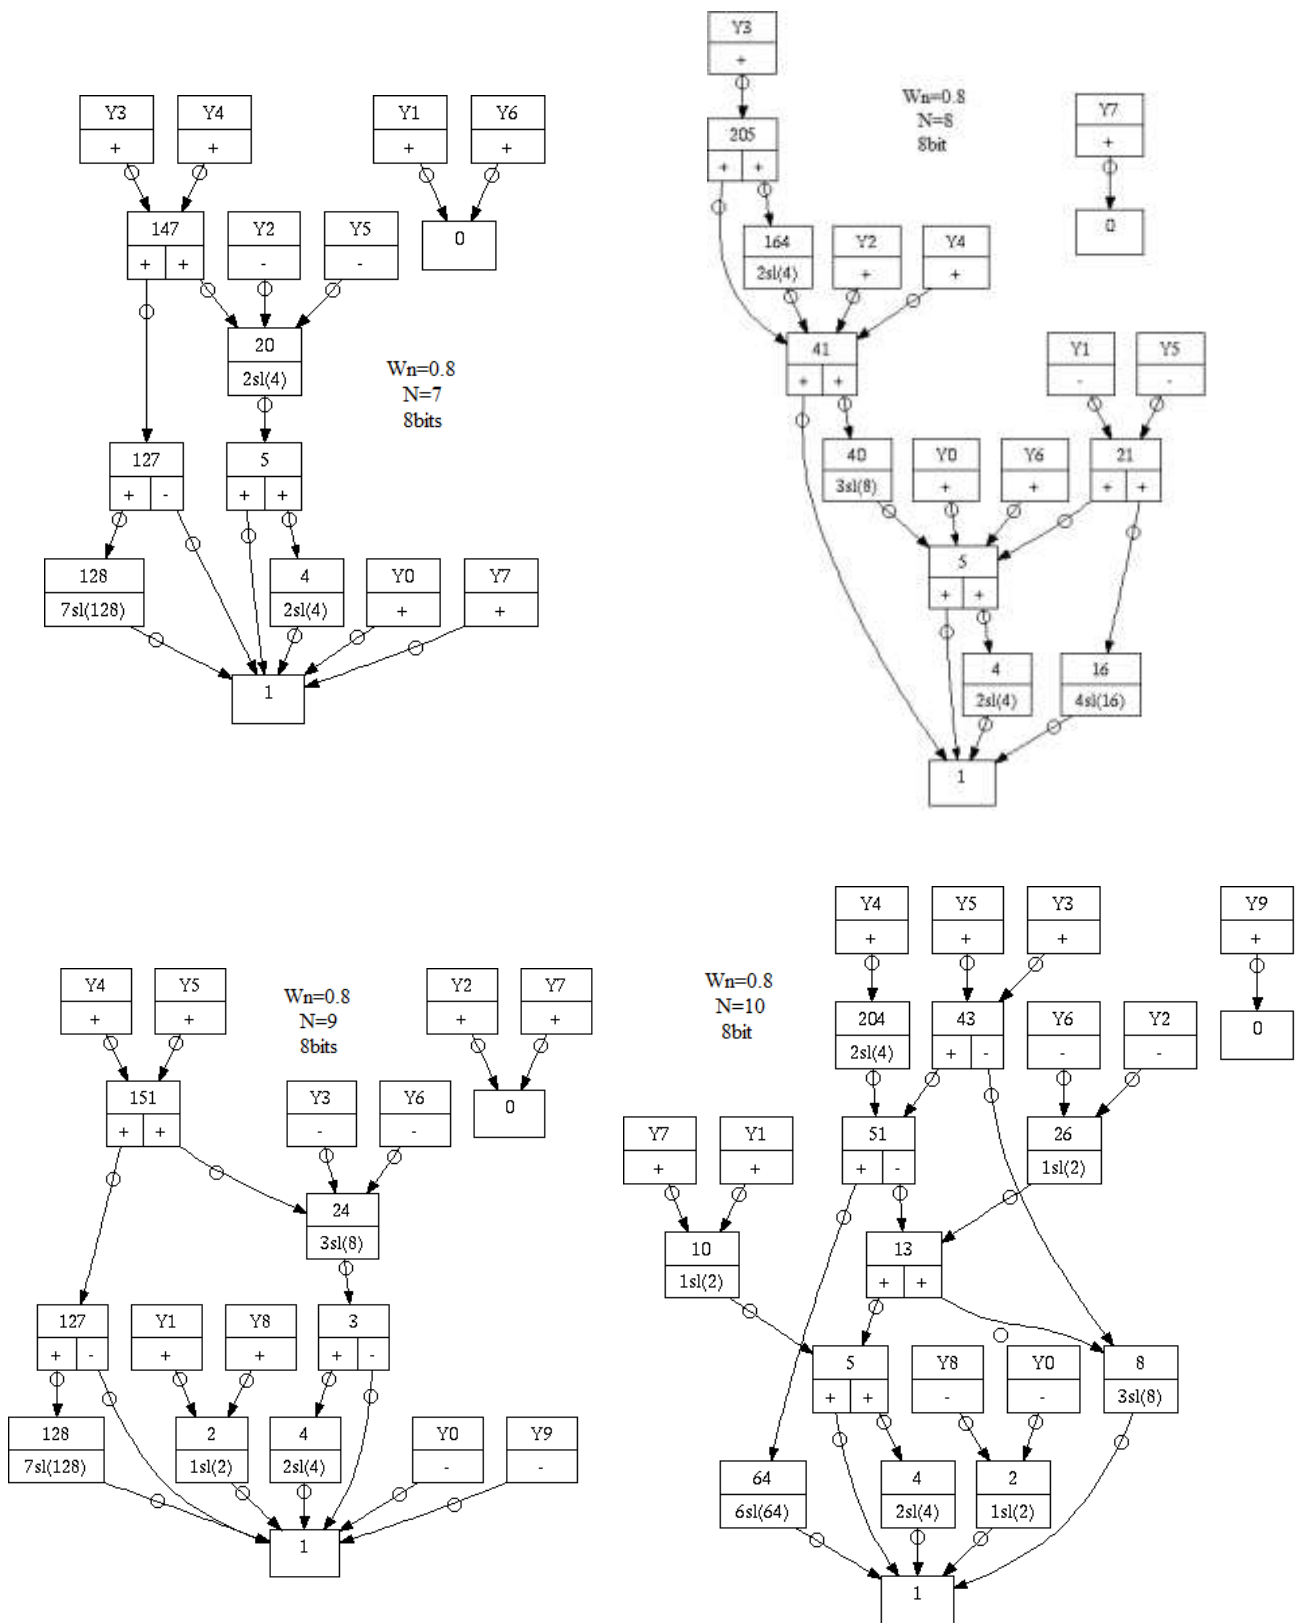 Y3
+
205
+ +
164
2sl(4)
Y2
+
Y4
+
41
+ +
40
3sl(8)
Y0
+
Y6
+
Y1
-
Y5
-
21
+ +
5
+ +
4
2sl(4)
16
4sl(16)
1
Wn=0.8
N=8
8bit
Y7
+
0
Y3
+
Y4
+
Y1
+
Y6
+
0
147
+ +
Y2
-
Y5
-
20
2sl(4)
Wn=0.8
N=7
8bits
127
+ -
5
+ +
128
7sl(128)
4
2sl(4)
Y0
+
Y7
+
1
Y4
+
Y5
+
Wn=0.8
N=9
8bits
Y2
+
Y7
+
0
151
+ +
Y3
-
Y6
-
24
3sl(8)
127
+ -
Y1
+
Y8
+
3
+ -
128
7sl(128)
2
1sl(2)
4
2sl(4)
Y0
-
Y9
-
1
Y4
+
Y5
+
Y3
+
Y9
+
0
Wn=0.8
N=10
8bit
204
2sl(4)
43
+ -
Y6
-
Y2
-
Y7
+
Y1
+
51
+ -
26
1sl(2)
10
1sl(2)
13
+ +
5
+ +
Y8
-
Y0
-
8
3sl(8)
64
6sl(64)
4
2sl(4)
2
1sl(2)
1